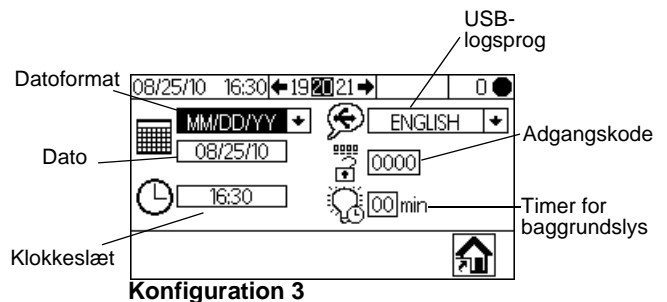 USB-
logsprog
Datoformat
08/25/10 16:30 19 20 21 0
MM/DD/YY ENGLISH
Adgangskode
Dato
08/25/10
0000
16:30
00 min
Timer for
baggrundslys
Klokkeslæt
Konfiguration 3